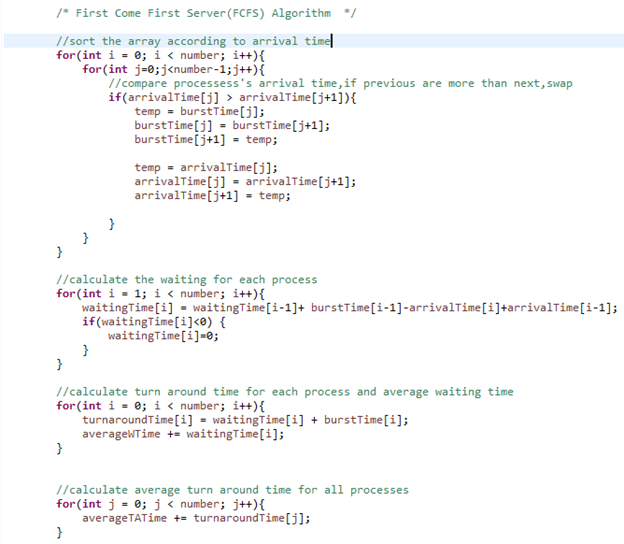 /* First Come First Server(FCFS) Algorithm  */
//sort the array according to arrival time
for(int i = 0; i < number; i++){
for(int j=0;j<number-1;j++){
//compare processess's arrival time,if previous are more than next,swap
if(arrivalTime[j] > arrivalTime[j+1]){
temp = burstTime[j];
burstTime[j] = burstTime[j+1];
burstTime[j+1] = temp;
temp = arrivalTime[j];
arrivalTime[j] = arrivalTime[j+1];
arrivalTime[j+1] = temp;
}
}
}
//calculate the waiting for each process
for(int i = 1; i < number; i++){
waitingTime[i] = waitingTime[i-1]+ burstTime[i-1]-arrivalTime[i]+arrivalTime[i-1];
if(waitingTime[i]<0) {
waitingTime[i]=0;
}
}
//calculate turn around time for each process and average waiting time
for(int i = 0; i < number; i++){
turnaroundTime[i] = waitingTime[i] + burstTime[i];
averageWTime += waitingTime[i];
}
//calculate average turn around time for all processes
for(int j = 0; j < number; j++){
averageTATime += turnaroundTime[j];
}